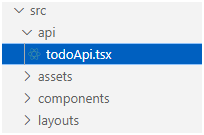 src
api
todoApi.tsx
assets
components
layouts